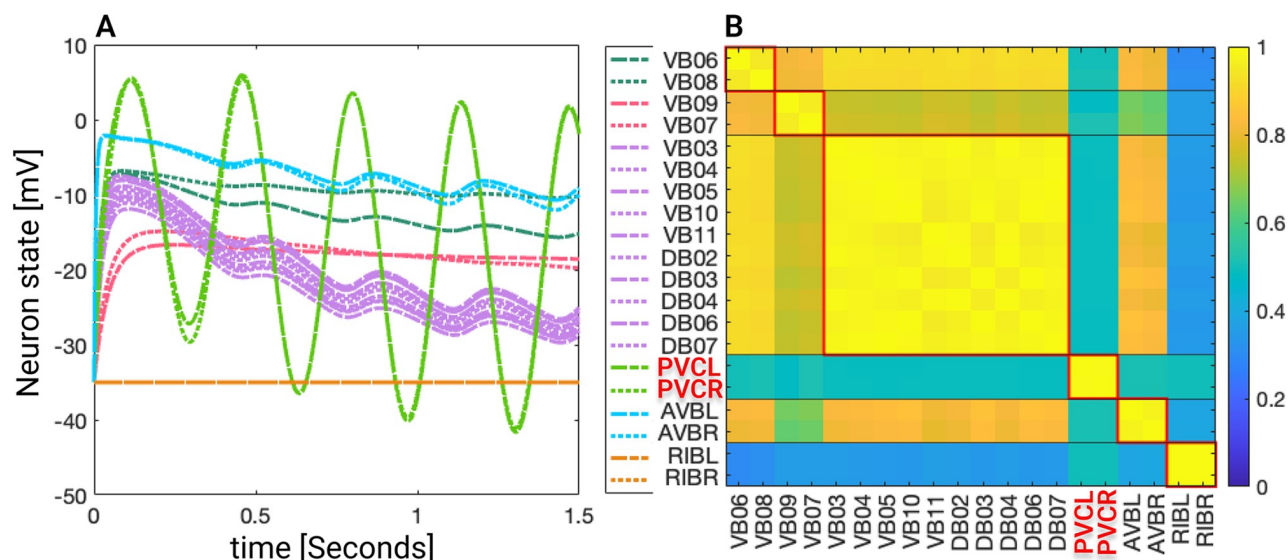 A
B
Neuron state [mV]
10
0
-10
-20
-30
-40
-50
0
0.5
1
1.5
time [Seconds]
VB06
VB08
VB09
VB07
VB03
VB04
VB05
VB10
VB11
DB02
DB03
DB04
DB06
DB07
PVCL
PVCR
AVBL
AVBR
RIBL
RIBR
VB06
VB08
VB09
VB07
VB03
VB04
VB05
VB10
VB11
DB02
DB03
DB04
DB06
DB07
PVCL
PVCR
AVBL
AVBR
RIBL
RIBR
1
0.8
0.6
0.4
0.2
0